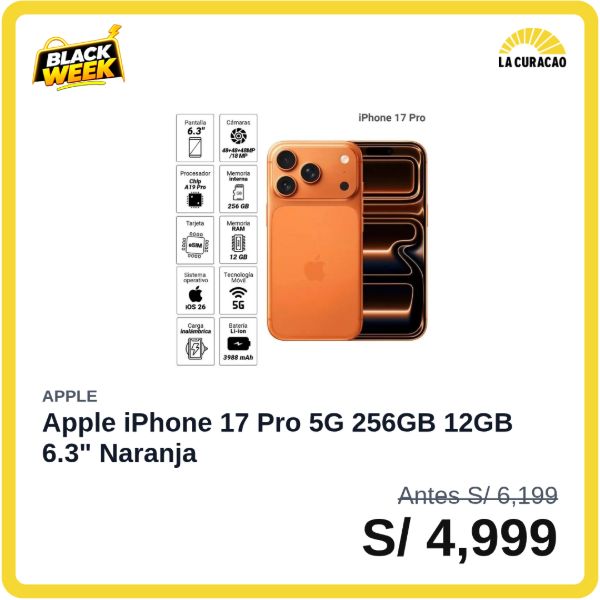 BLACK
WEEK
LA CURACAO
iPhone 17 Pro
Pantalla
6.3"
Cámaras
48+48+48MP
/18 MP
Procesador
Chip
A19 Pro
Memoria
interna
256 GB
Tarjeta
eSIM
Memoria
RAM
12 GB
Sistema
operativo
iOS 26
Tecnología
Móvil
5G
Carga
inalámbrica
Batería
Li-ion
3988 mAh
APPLE
Apple iPhone 17 Pro 5G 256GB 12GB
6.3" Naranja
Antes S/ 6,199
S/ 4,999